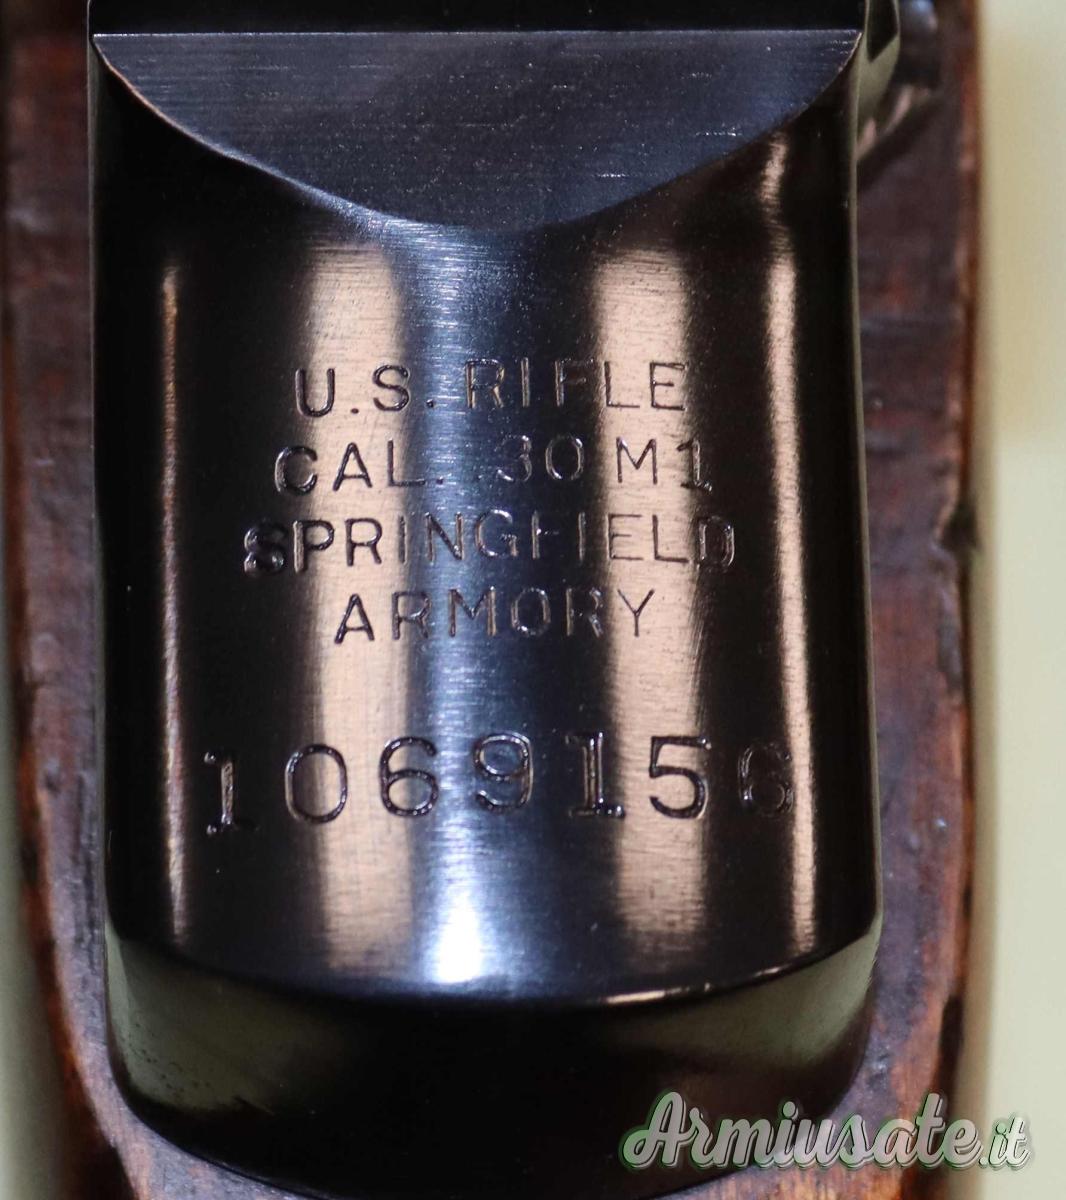 U.S. RIFLE
CAL. .30 M1
SPRINGFIELD
ARMORY
1069156
Armiusate.it